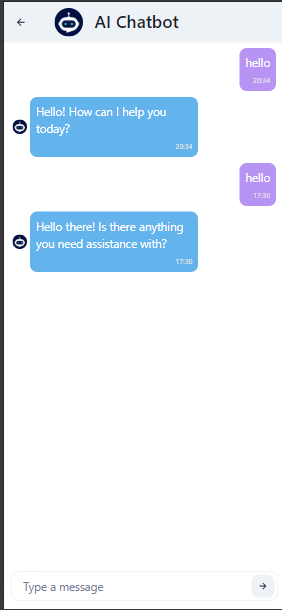 AI Chatbot
hello
20:34
Hello! How can I help you
today?
20:34
hello
17:30
Hello there! Is there anything
you need assistance with?
17:30
Type a message